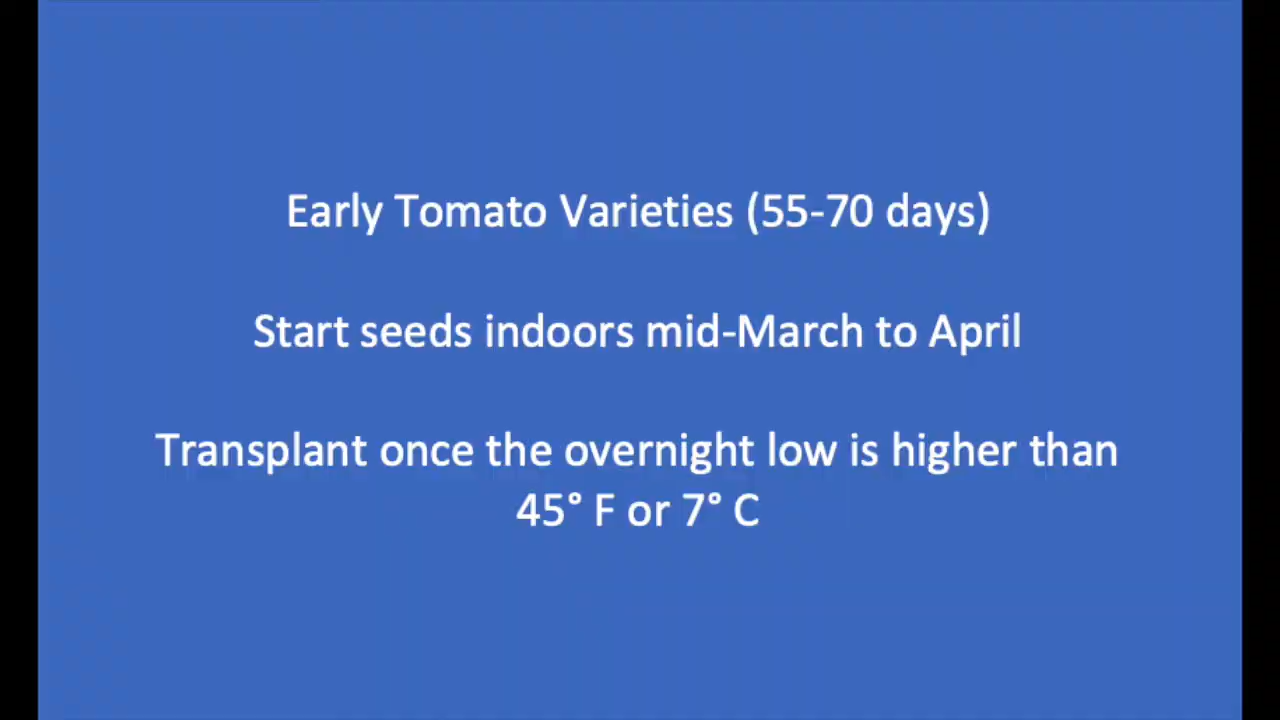 Early Tomato Varieties (55-70 days)
Start seeds indoors mid-March to April
Transplant once the overnight low is higher than
45° F or 7° C